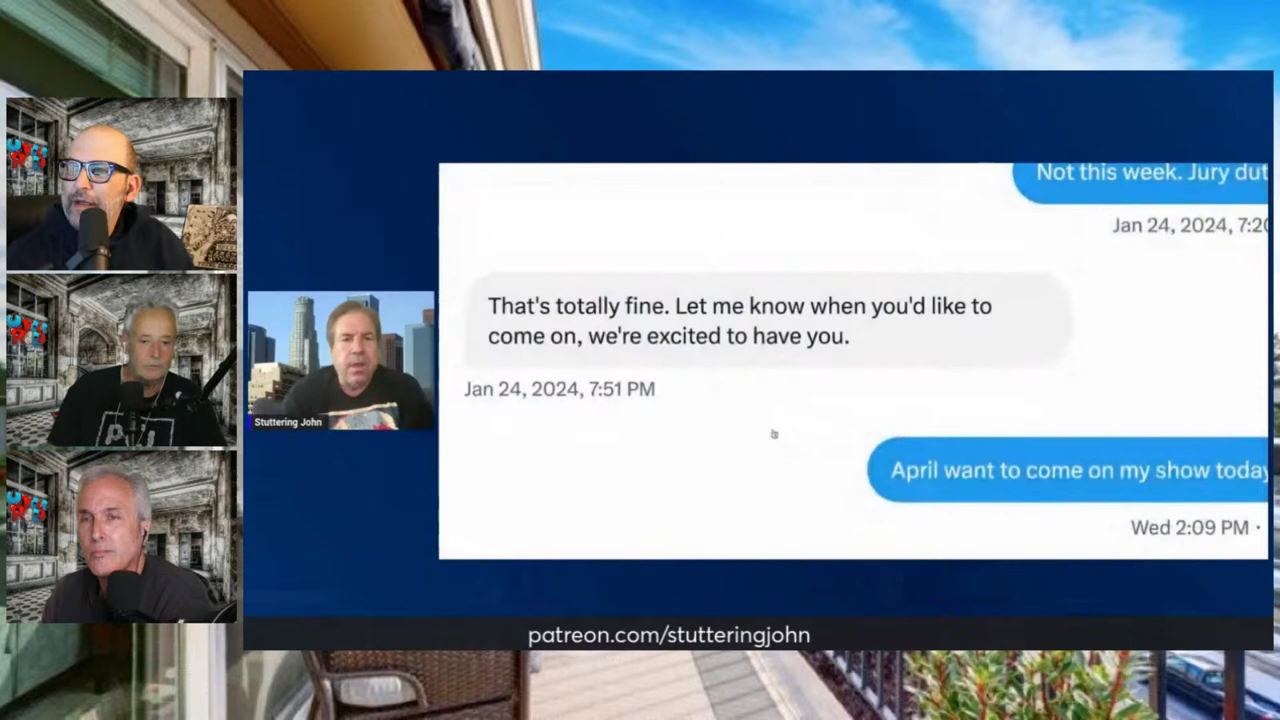 Not this week. Jury dut
Jan 24, 2024, 7:20
That's totally fine. Let me know when you'd like to
come on, we're excited to have you.
Jan 24, 2024, 7:51 PM
April want to come on my show today
Wed 2:09 PM ·
Stuttering John
patreon.com/stutteringjohn